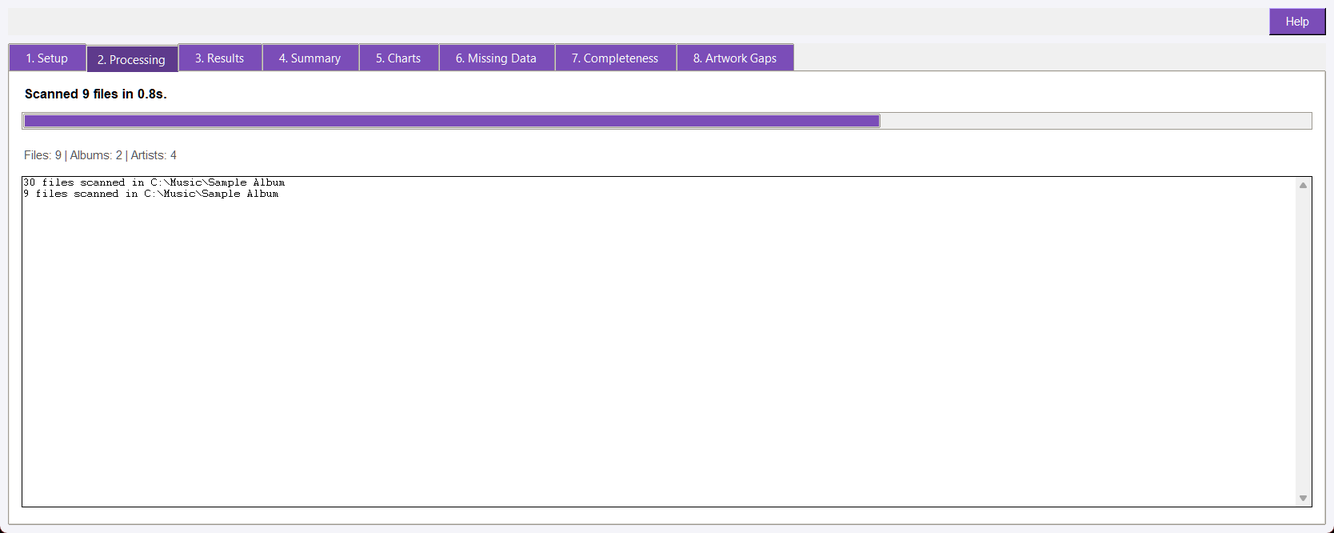 Help
1. Setup 2. Processing 3. Results 4. Summary 5. Charts 6. Missing Data 7. Completeness 8. Artwork Gaps
Scanned 9 files in 0.8s.
Files: 9 | Albums: 2 | Artists: 4
30 files scanned in C:\Music\Sample Album
9 files scanned in C:\Music\Sample Album